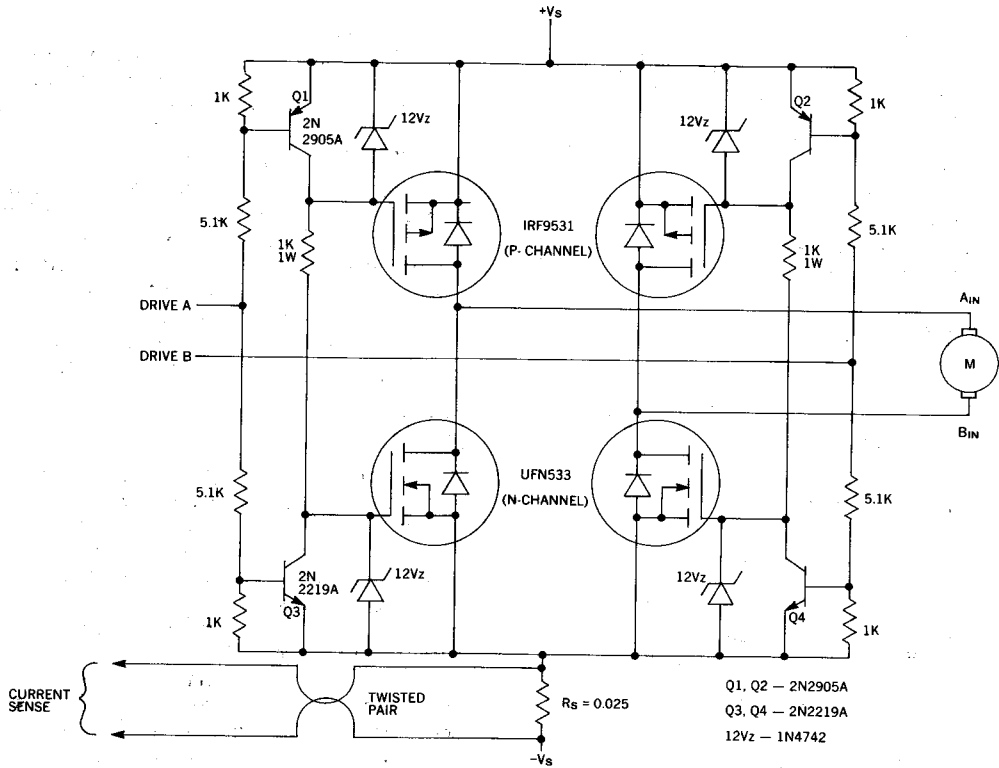 +Vs
1K
Q1
2N
2905A
12Vz
12Vz
Q2
1K
5.1K
1K
1W
IRF9531
(P- CHANNEL)
1K
1W
5.1K
DRIVE A
AIN
DRIVE B
M
BIN
5.1K
UFN533
(N-CHANNEL)
5.1K
2N
2219A
12Vz
12Vz
1K
Q3
Q4
1K
CURRENT
SENSE
TWISTED
PAIR
Rs = 0.025
-Vs
Q1, Q2 — 2N2905A
Q3, Q4 — 2N2219A
12Vz — 1N4742